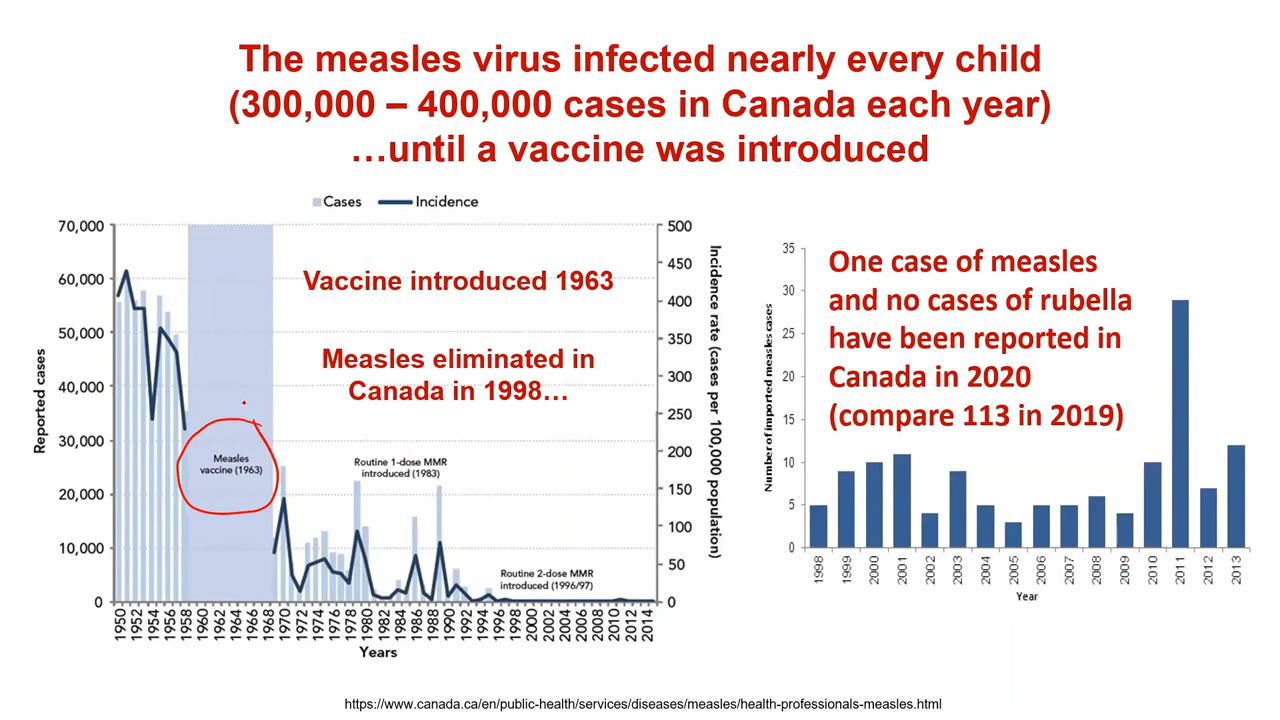 The measles virus infected nearly every child
(300,000 – 400,000 cases in Canada each year)
…until a vaccine was introduced
Cases
Incidence
70,000
60,000
50,000
40,000
30,000
20,000
10,000
0
Reported cases
Vaccine introduced 1963
Measles eliminated in
Canada in 1998…
Measles
vaccine (1963)
Routine 1-dose MMR
introduced (1983)
Routine 2-dose MMR
introduced (1996/97)
500
450
400
350
300
250
200
150
100
50
0
Incidence rate (cases per 100,000 population)
1950 1952 1954 1956 1958 1960 1962 1964 1966 1968 1970 1972 1974 1976 1978 1980 1982 1984 1986 1988 1990 1992 1994 1996 1998 2000 2002 2004 2006 2008 2010 2012 2014
Years
One case of measles
and no cases of rubella
have been reported in
Canada in 2020
(compare 113 in 2019)
35
30
25
20
15
10
5
0
Number of imported measles cases
1998 1999 2000 2001 2002 2003 2004 2005 2006 2007 2008 2009 2010 2011 2012 2013
Year
https://www.canada.ca/en/public-health/services/diseases/measles/health-professionals-measles.html